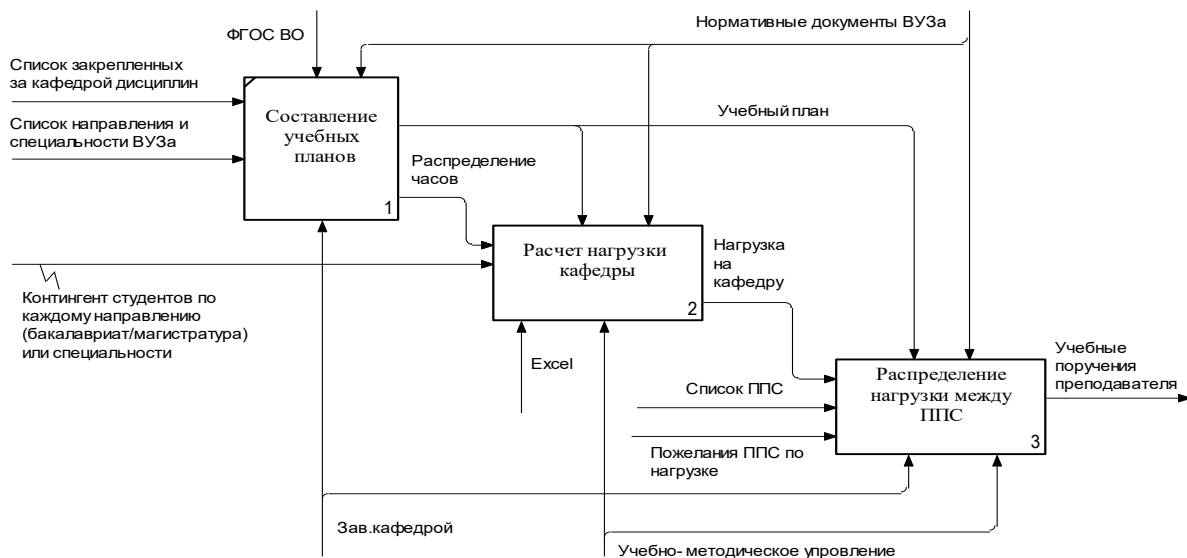 Нормативные документы ВУЗа
ФГОС ВО
Список закрепленных
за кафедрой дисциплин
Список направления и
специальности ВУЗа
Составление
учебных
планов
1
Учебный план
Распределение
часов
Расчет нагрузки
кафедры
2
Нагрузка
на
кафедру
Контингент студентов по
каждому направлению
(бакалавриат/магистратура)
или специальности
Excel
Список ППС
Пожелания ППС по
нагрузке
Распределение
нагрузки между
ППС
3
Учебные
поручения
преподавателя
Зав.кафедрой
Учебно- методическое упровление